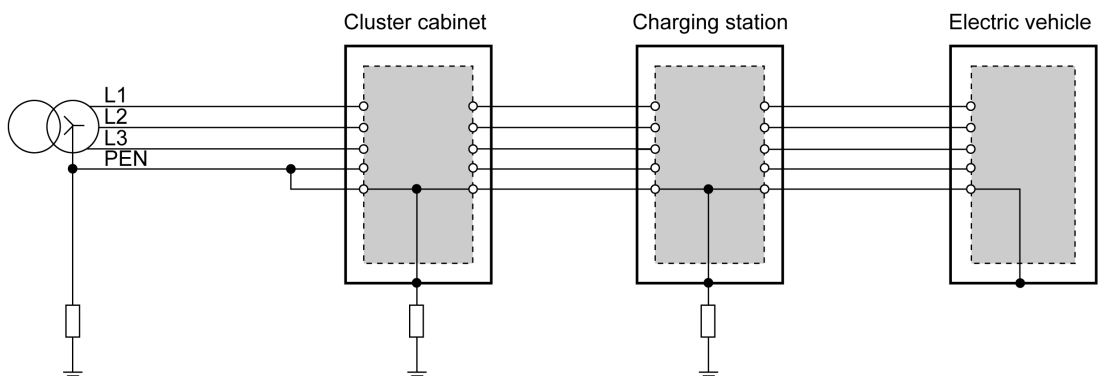 Cluster cabinet
Charging station
Electric vehicle
L1
L2
L3
PEN